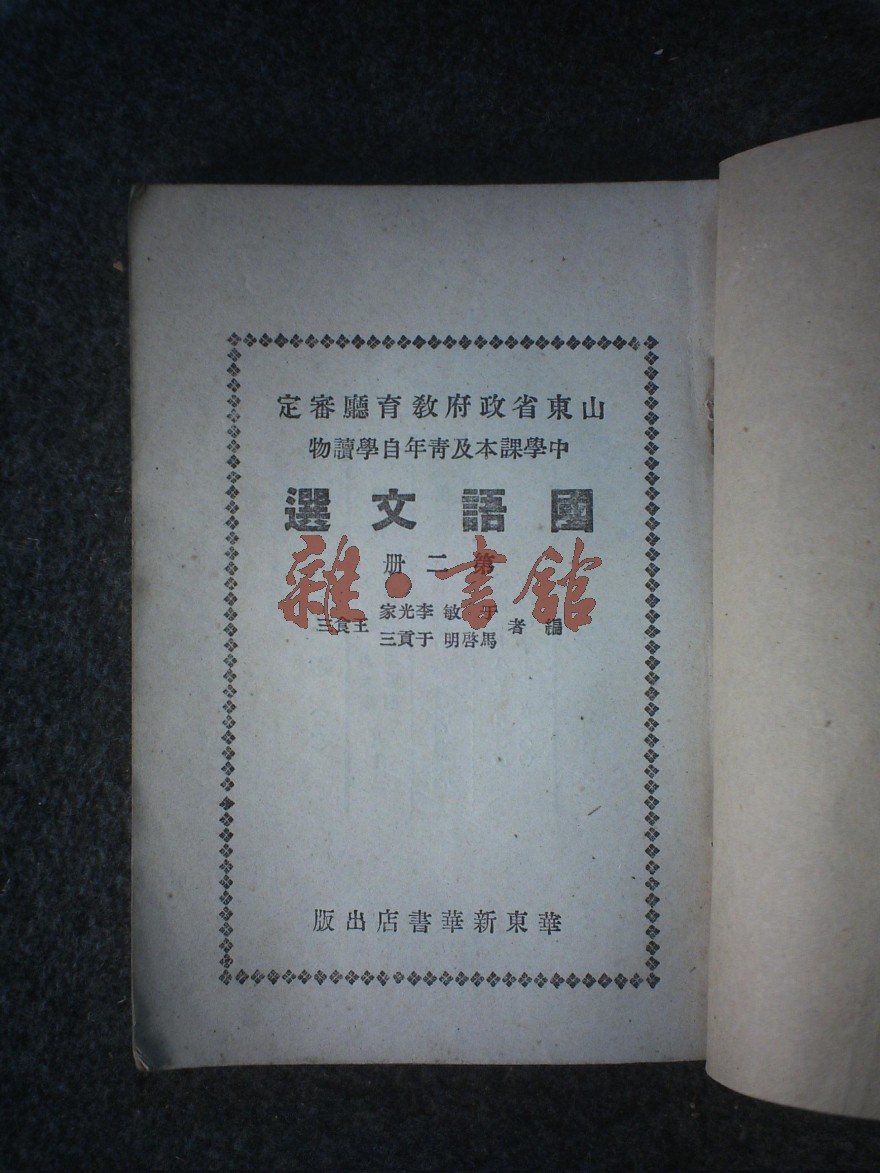 山東省政府教育廳審定
中學課本及青年自學讀物
國語文選
第二册
雜·書館
編者
敏 李光家 王食三
馬啓明 于貢三
華東新華書店出版